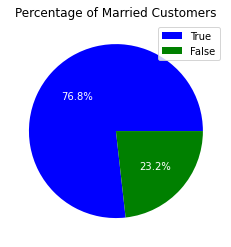 Percentage of Married Customers
True
False
76.8%
23.2%